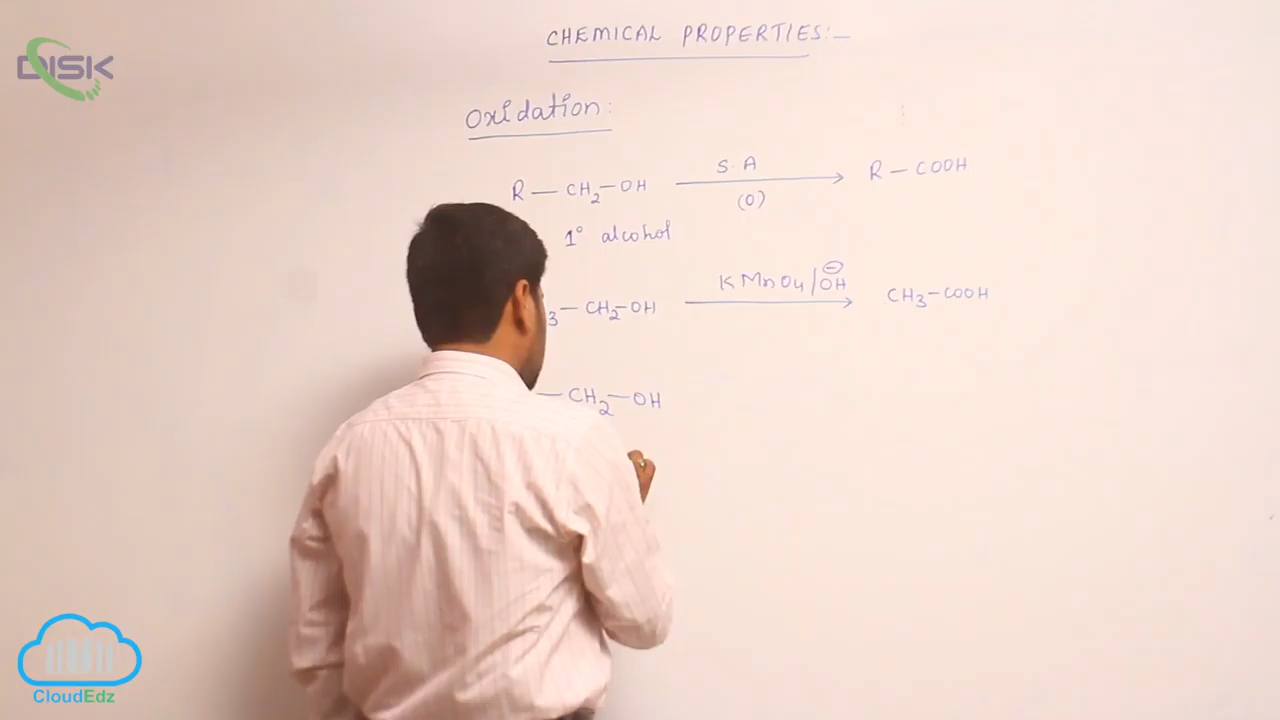 DISK
CHEMICAL PROPERTIES:–
Oxidation:
R — CH2–OH S.A (O) → R – COOH
1° alcohol
3 – CH2–OH KMnO4/OH⊖ → CH3–COOH
— CH2–OH
CloudEdz